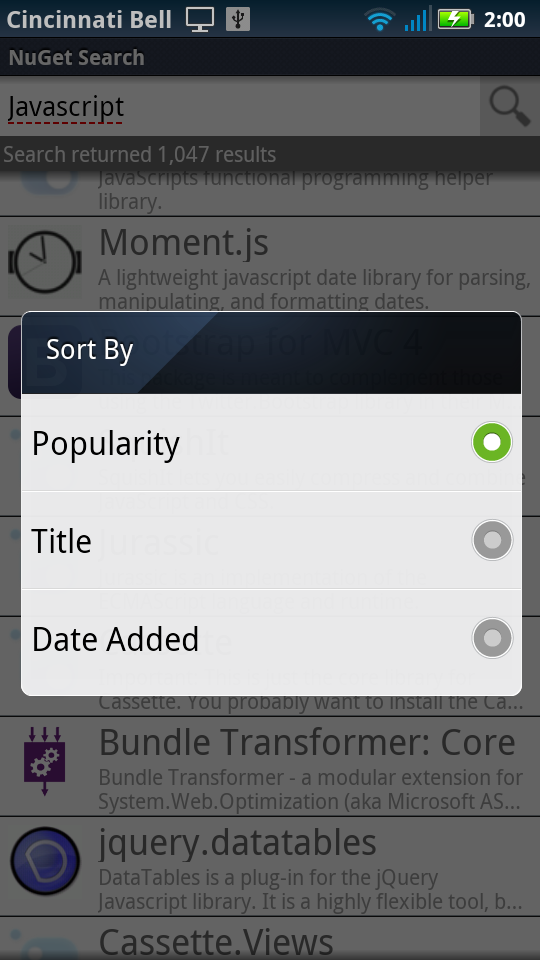 Cincinnati Bell 2:00
NuGet Search
Javascript
Search returned 1,047 results
JavaScripts functional programming helper
library.
Moment.js
A lightweight javascript date library for parsing,
manipulating, and formatting dates.
Bootstrap for MVC 4
Sort By
Popularity
Title
Jurassic
Date Added
Cassette. You probably want to install the Ca...
Bundle Transformer: Core
Bundle Transformer - a modular extension for
System.Web.Optimization (aka Microsoft AS...
jquery.datatables
DataTables is a plug-in for the jQuery
Javascript library. It is a highly flexible tool, b...
Cassette.Views